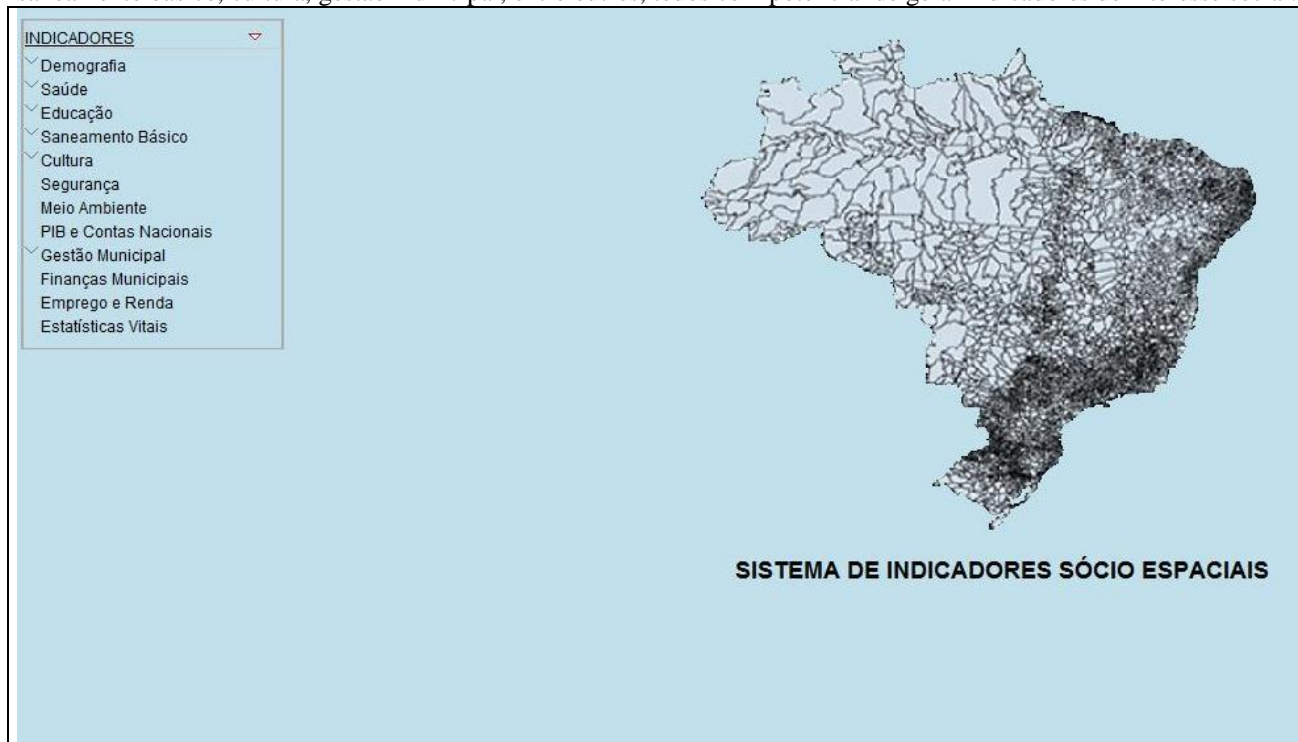 INDICADORES
Demografia
Saúde
Educação
Saneamento Básico
Cultura
Segurança
Meio Ambiente
PIB e Contas Nacionais
Gestão Municipal
Finanças Municipais
Emprego e Renda
Estatísticas Vitais
SISTEMA DE INDICADORES SÓCIO ESPACIAIS